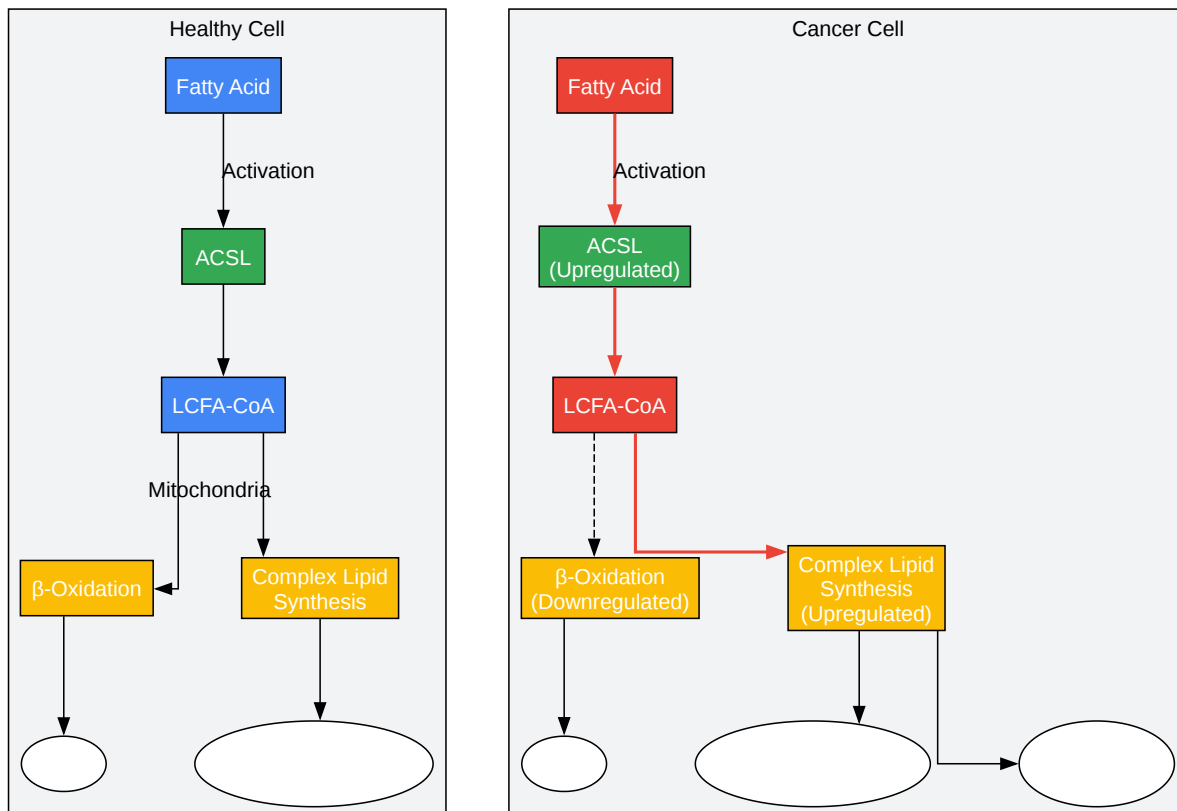 Healthy Cell
Fatty Acid
Activation
ACSL
LCFA-CoA
Mitochondria
β-Oxidation
Complex Lipid
Synthesis
Cancer Cell
Fatty Acid
Activation
ACSL
(Upregulated)
LCFA-CoA
β-Oxidation
(Downregulated)
Complex Lipid
Synthesis
(Upregulated)